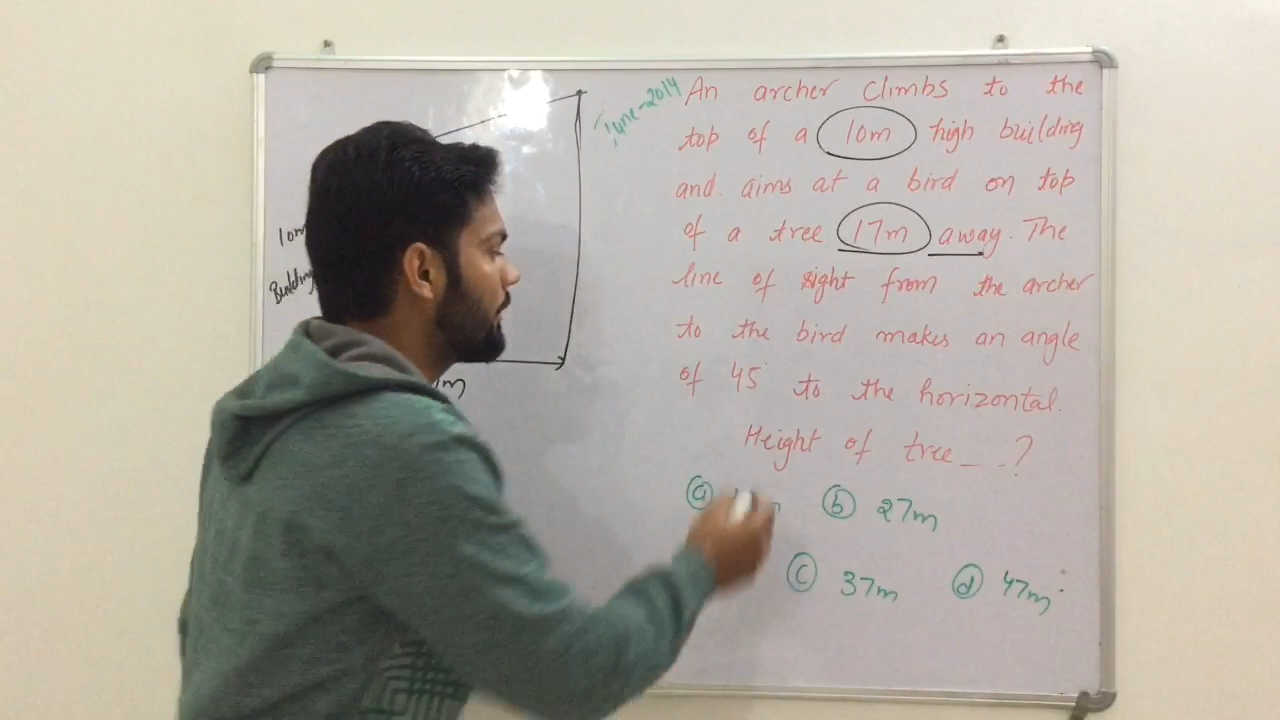 June-2014
An archer climbs to the
top of a 10m high building
and. aims at a bird on top
of a tree 17m away. The
line of sight from the archer
to the bird makes an angle
of 45° to the horizontal.
Height of tree - - - ?
(a) (b) 27m
(c) 37m (d) 47m
10m
Building
m